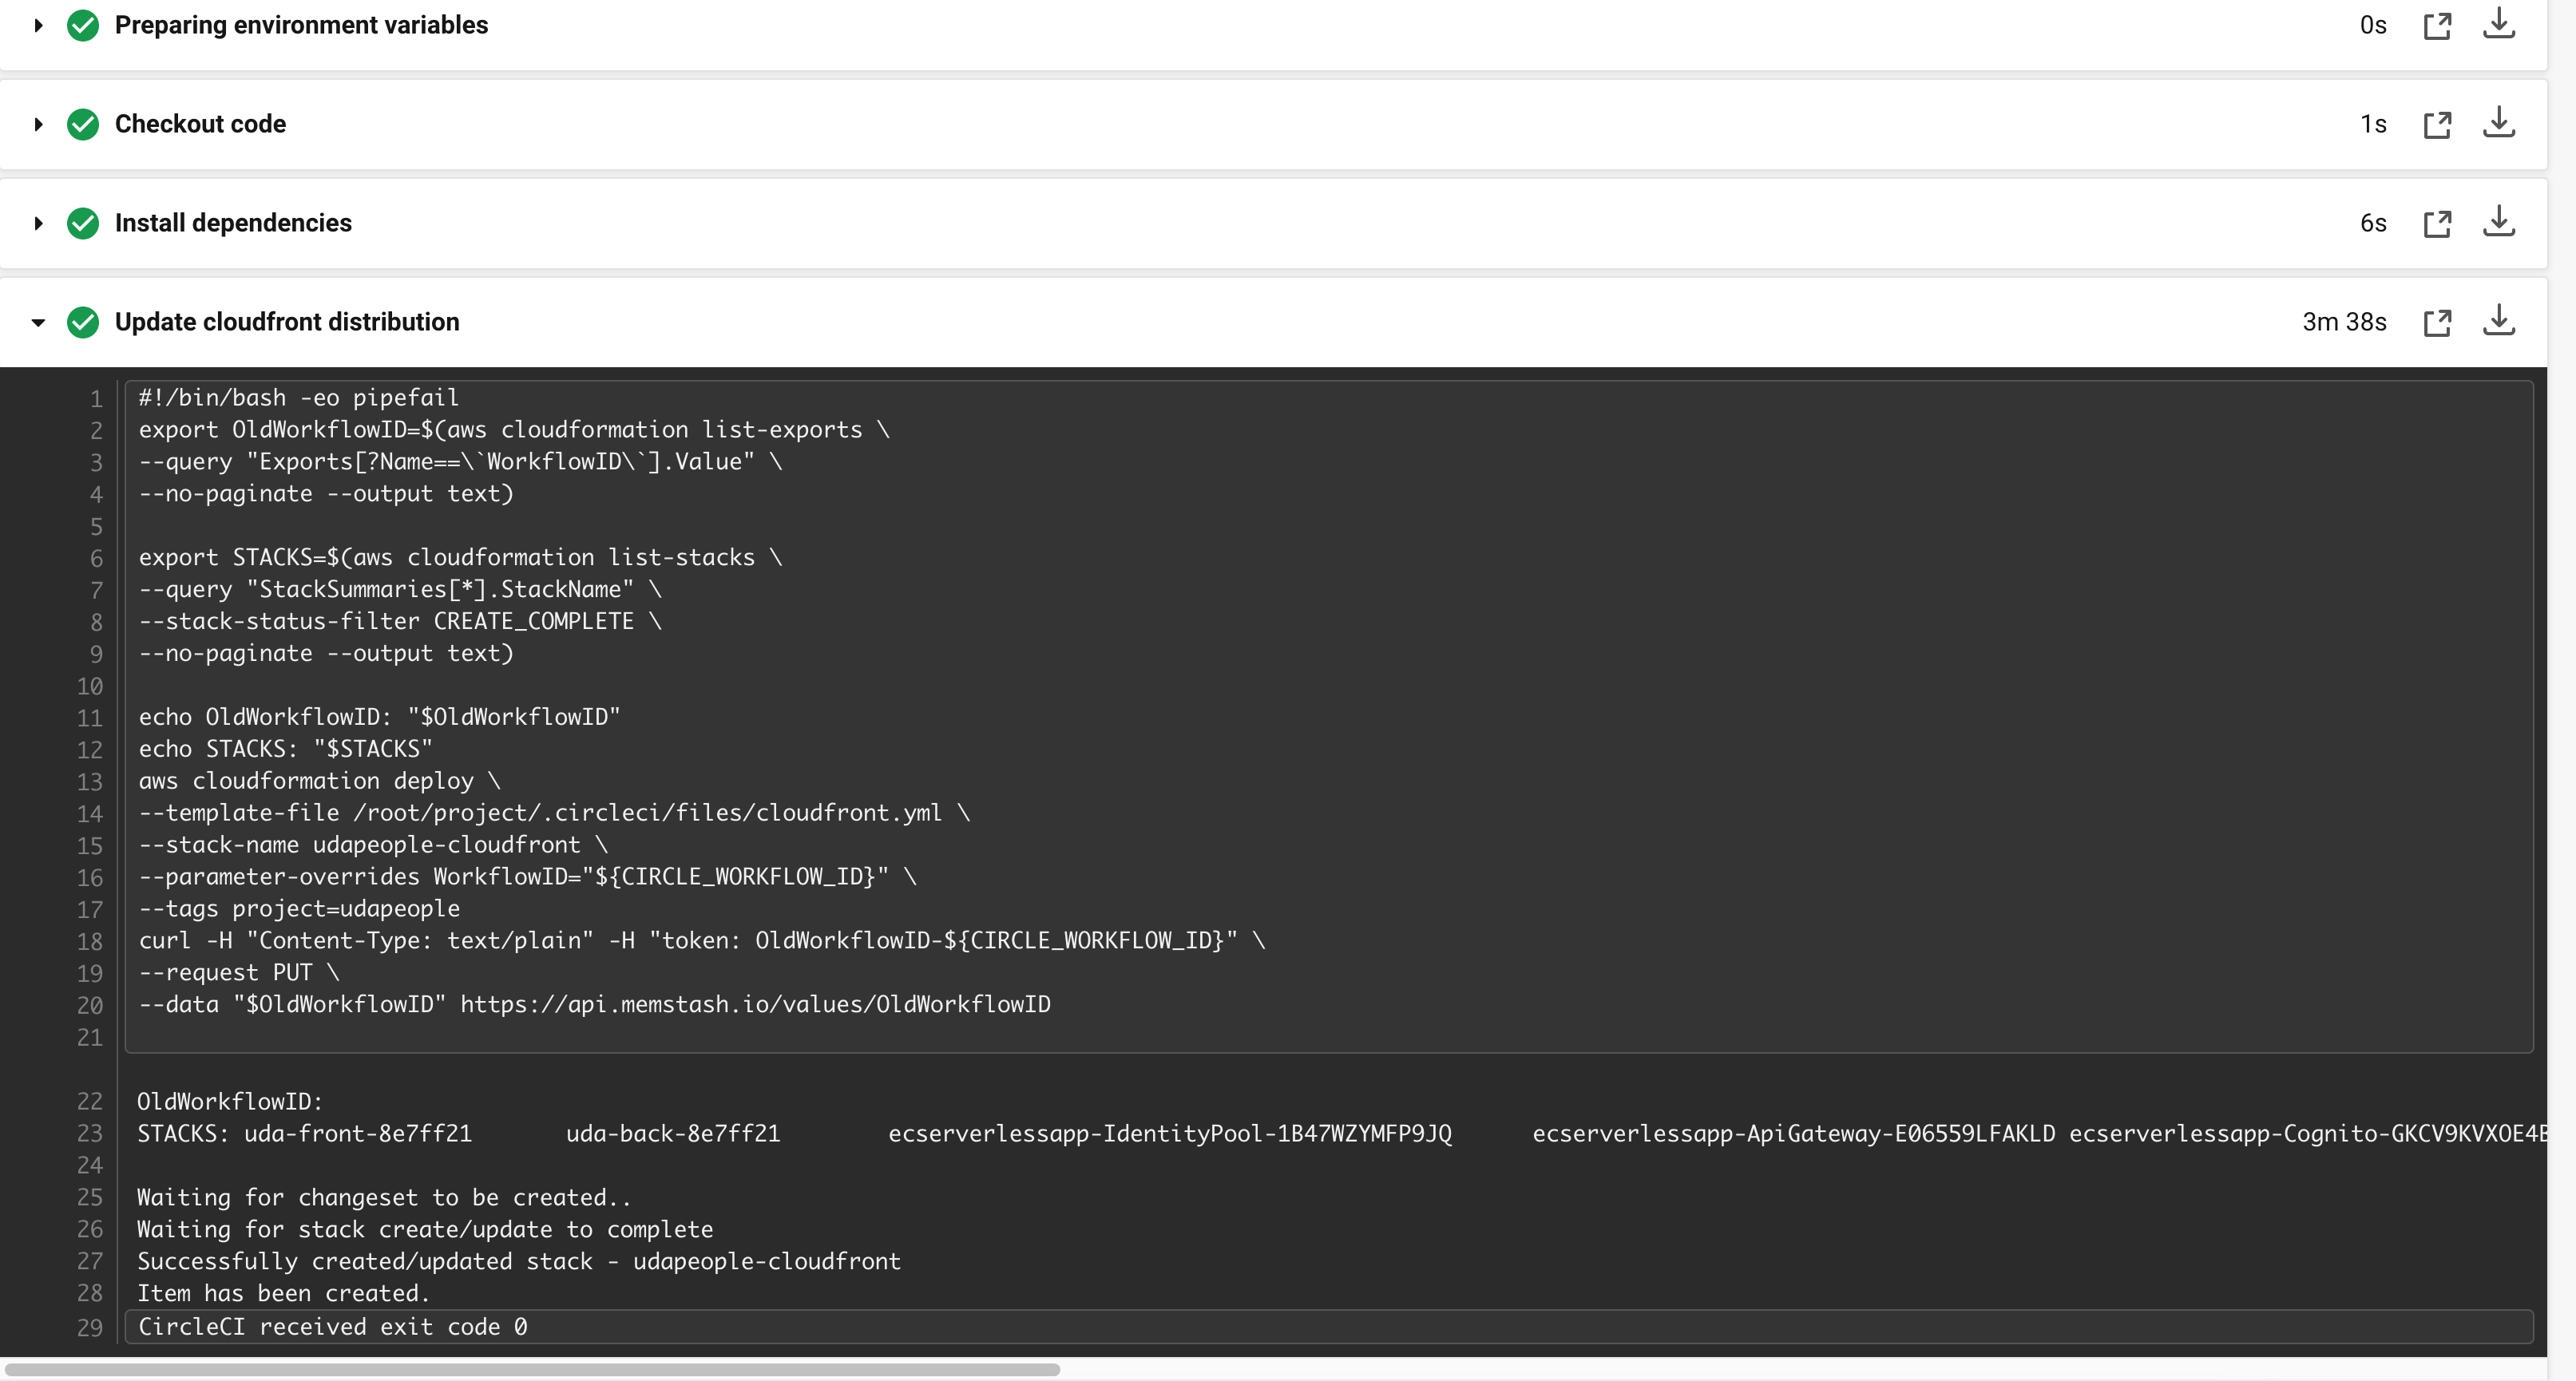 Preparing environment variables 0s
Checkout code 1s
Install dependencies 6s
Update cloudfront distribution 3m 38s
1 #!/bin/bash -eo pipefail
2 export OldWorkflowID=$(aws cloudformation list-exports \
3 --query "Exports[?Name==\`WorkflowID\`].Value" \
4 --no-paginate --output text)
5
6 export STACKS=$(aws cloudformation list-stacks \
7 --query "StackSummaries[*].StackName" \
8 --stack-status-filter CREATE_COMPLETE \
9 --no-paginate --output text)
10
11 echo OldWorkflowID: "$OldWorkflowID"
12 echo STACKS: "$STACKS"
13 aws cloudformation deploy \
14 --template-file /root/project/.circleci/files/cloudfront.yml \
15 --stack-name udapeople-cloudfront \
16 --parameter-overrides WorkflowID="${CIRCLE_WORKFLOW_ID}" \
17 --tags project=udapeople
18 curl -H "Content-Type: text/plain" -H "token: OldWorkflowID-${CIRCLE_WORKFLOW_ID}" \
19 --request PUT \
20 --data "$OldWorkflowID" https://api.memstash.io/values/OldWorkflowID
21
22 OldWorkflowID:
23 STACKS: uda-front-8e7ff21 uda-back-8e7ff21 ecserverlessapp-IdentityPool-1B47WZYMFP9JQ ecserverlessapp-ApiGateway-E06559LFAKLD ecserverlessapp-Cognito-GKCV9KVXOE4
24
25 Waiting for changeset to be created..
26 Waiting for stack create/update to complete
27 Successfully created/updated stack - udapeople-cloudfront
28 Item has been created.
29 CircleCI received exit code 0